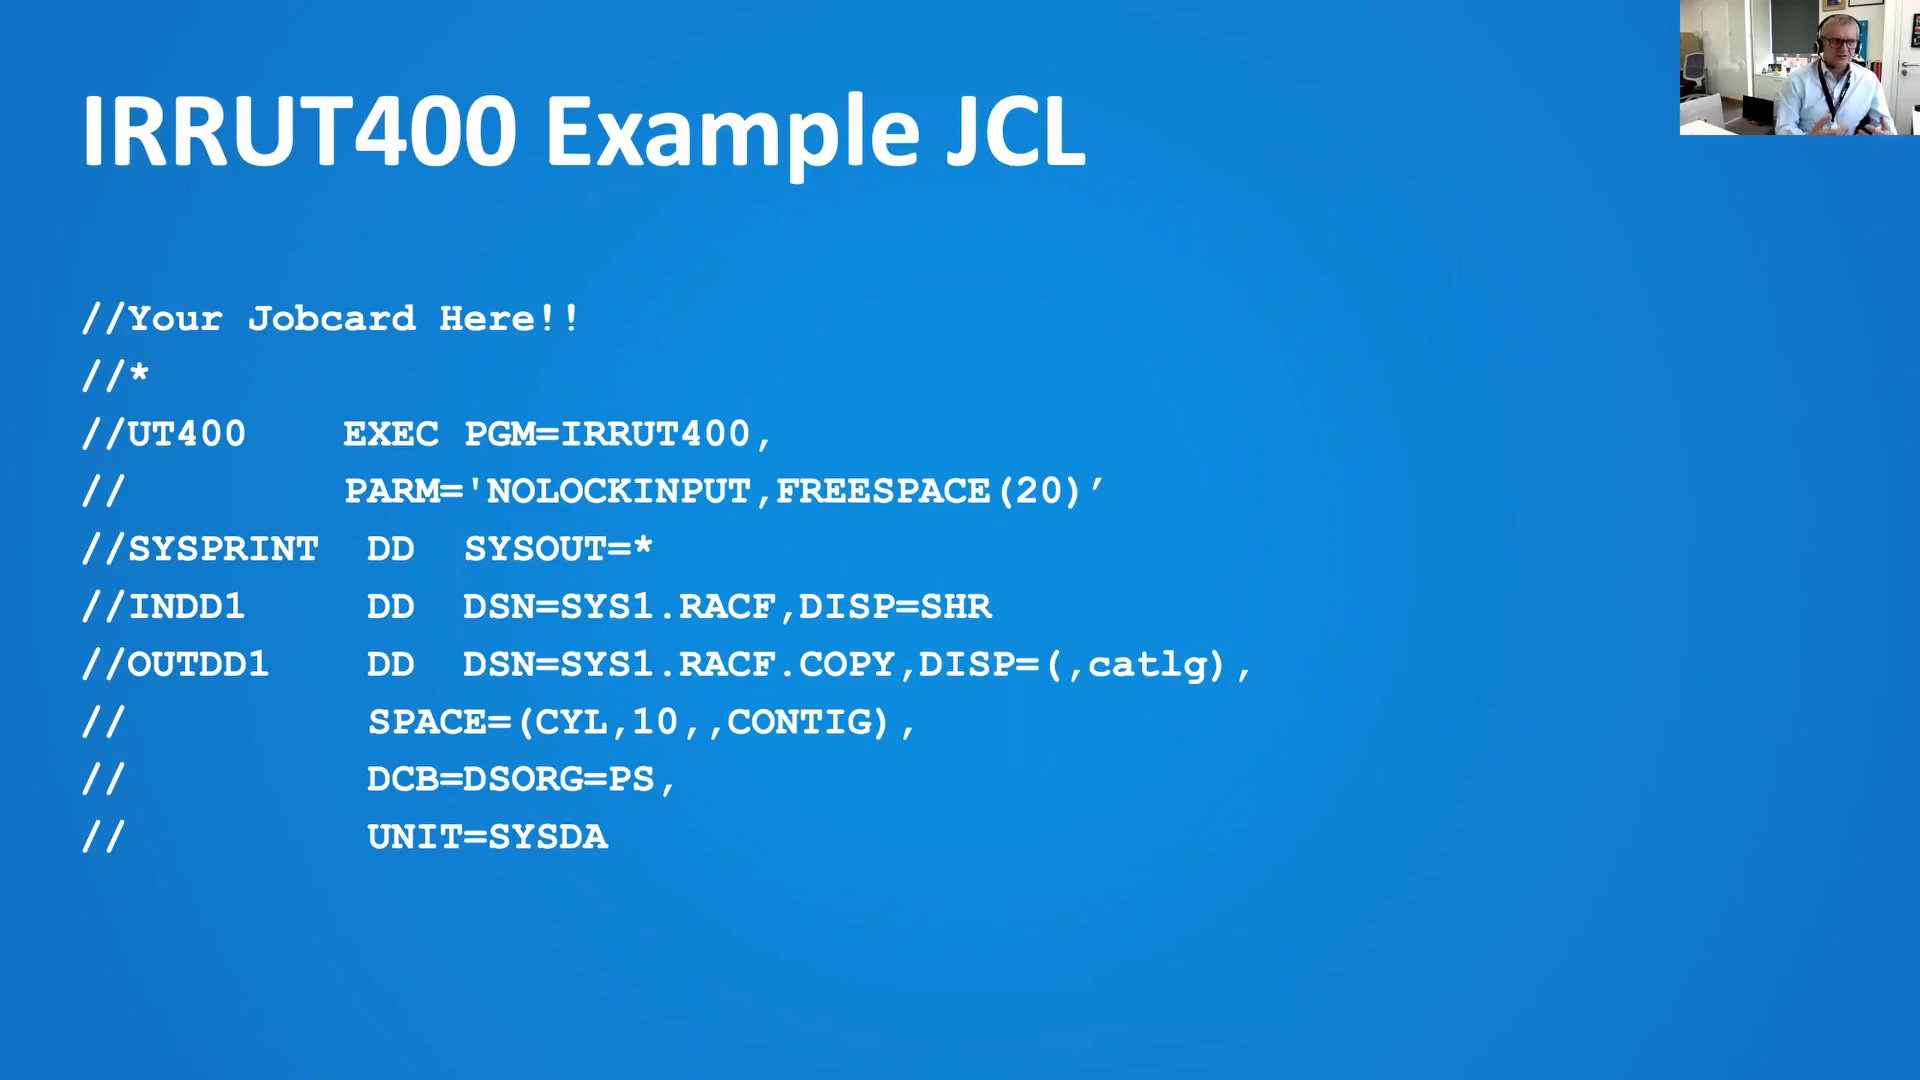 IRRUT400 Example JCL
//Your Jobcard Here!!
//*
//UT400    EXEC PGM=IRRUT400,
//         PARM='NOLOCKINPUT,FREESPACE(20)’
//SYSPRINT  DD  SYSOUT=*
//INDD1     DD  DSN=SYS1.RACF,DISP=SHR
//OUTDD1    DD  DSN=SYS1.RACF.COPY,DISP=(,catlg),
//          SPACE=(CYL,10,,CONTIG),
//          DCB=DSORG=PS,
//          UNIT=SYSDA